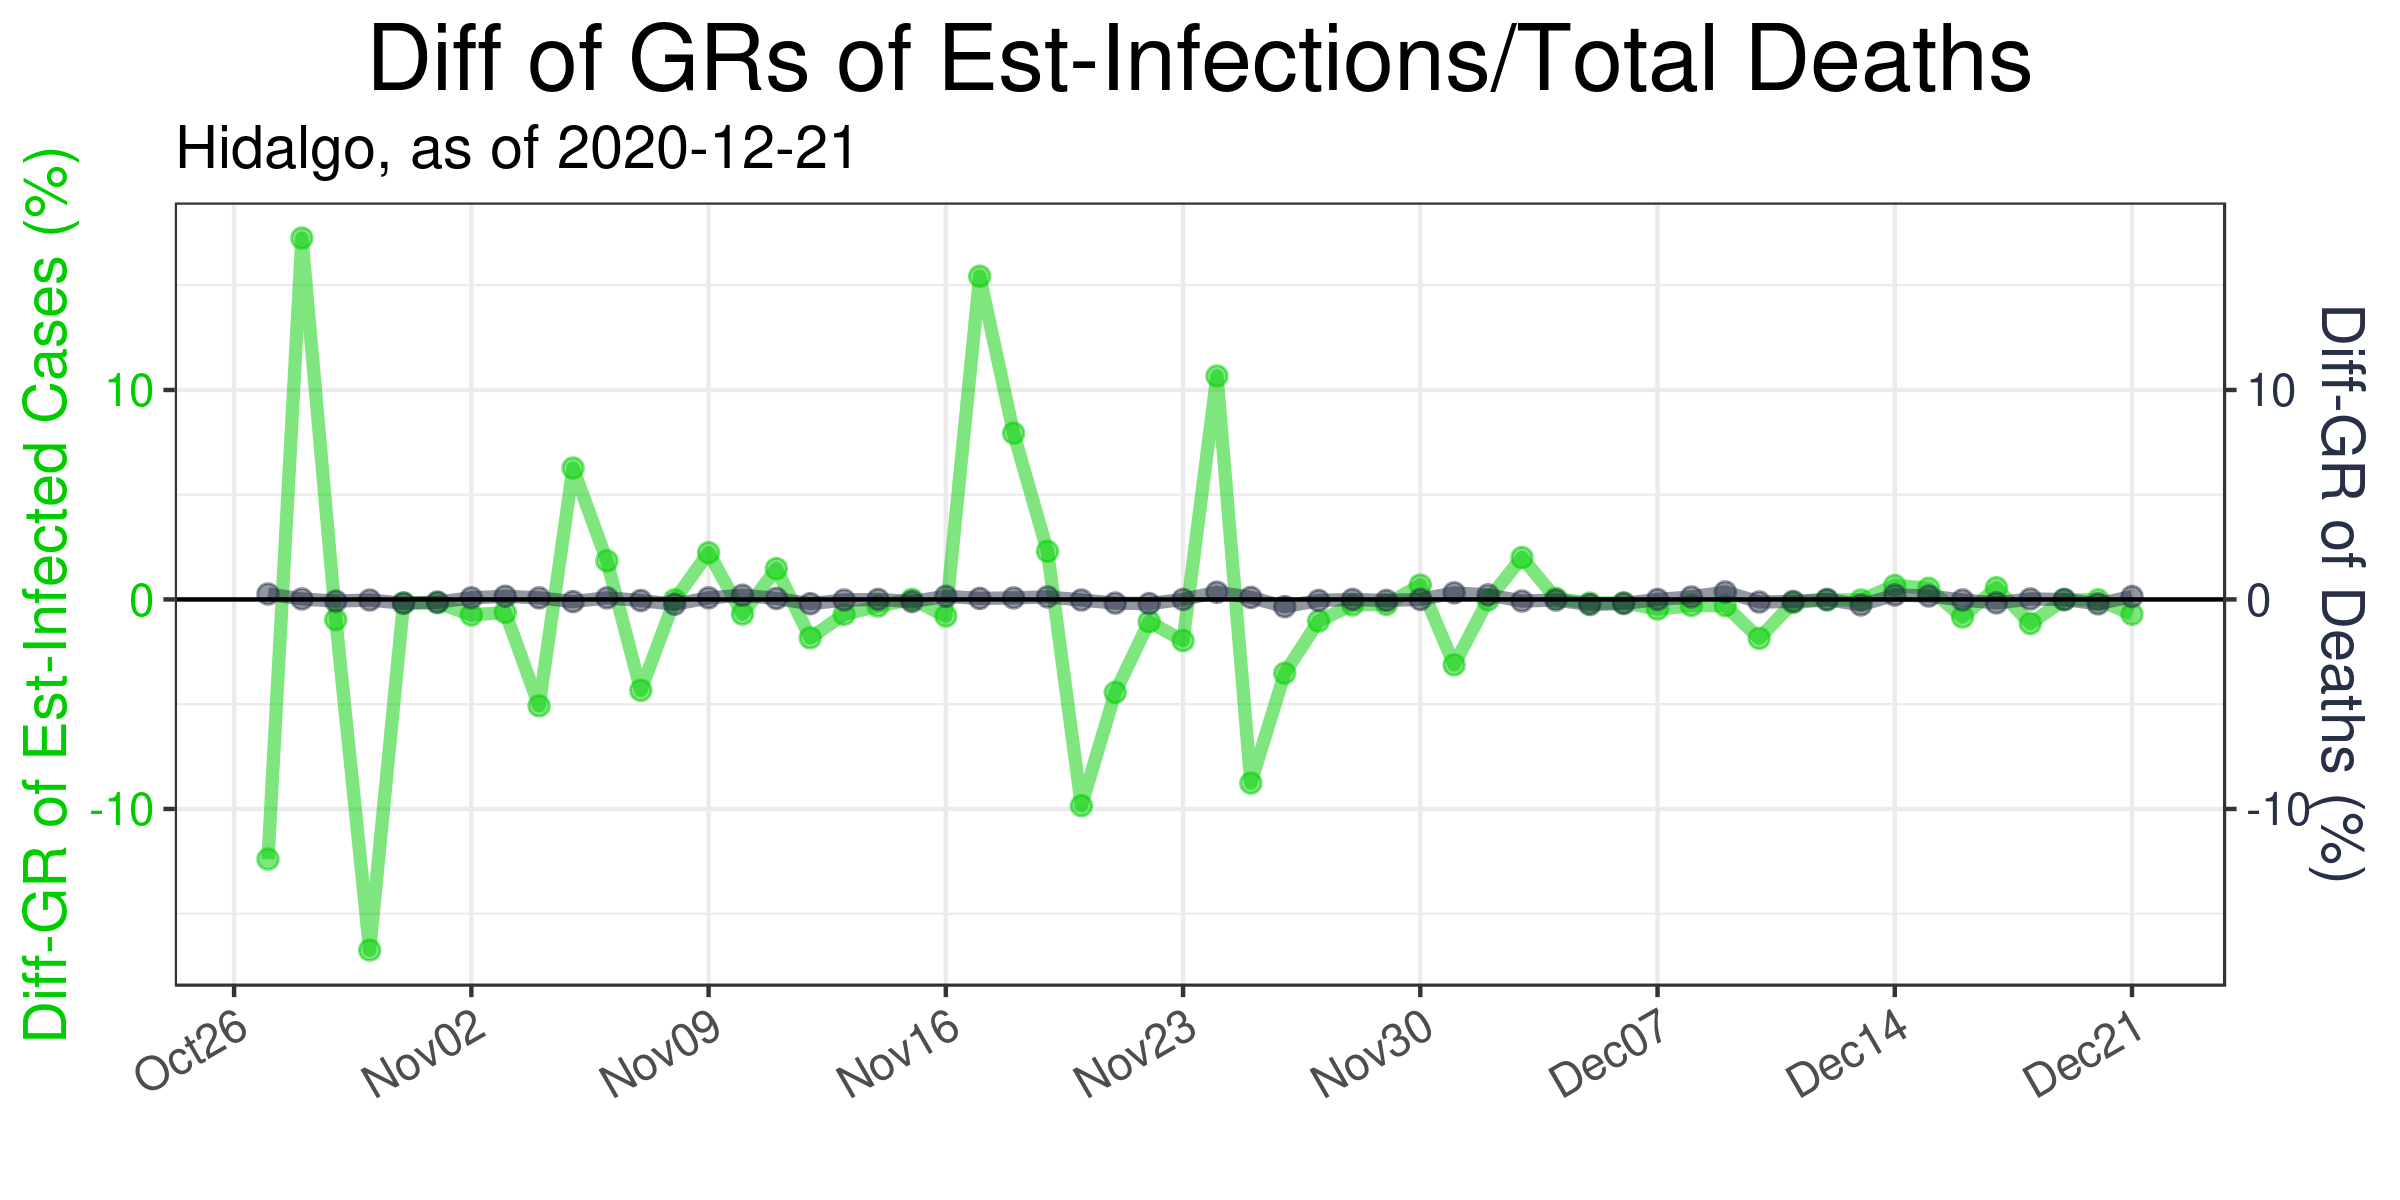 Diff of GRs of Est-Infections/Total Deaths
Hidalgo, as of 2020-12-21
Diff-GR of Est-Infected Cases (%)
10
0
-10
10
0
-10
Diff-GR of Deaths (%)
Oct26
Nov02
Nov09
Nov16
Nov23
Nov30
Dec07
Dec14
Dec21